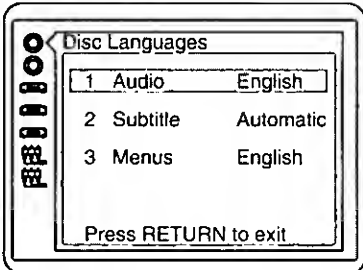 Disc Languages
1 Audio English
2 Subtitle Automatic
3 Menus English
Press RETURN to exit